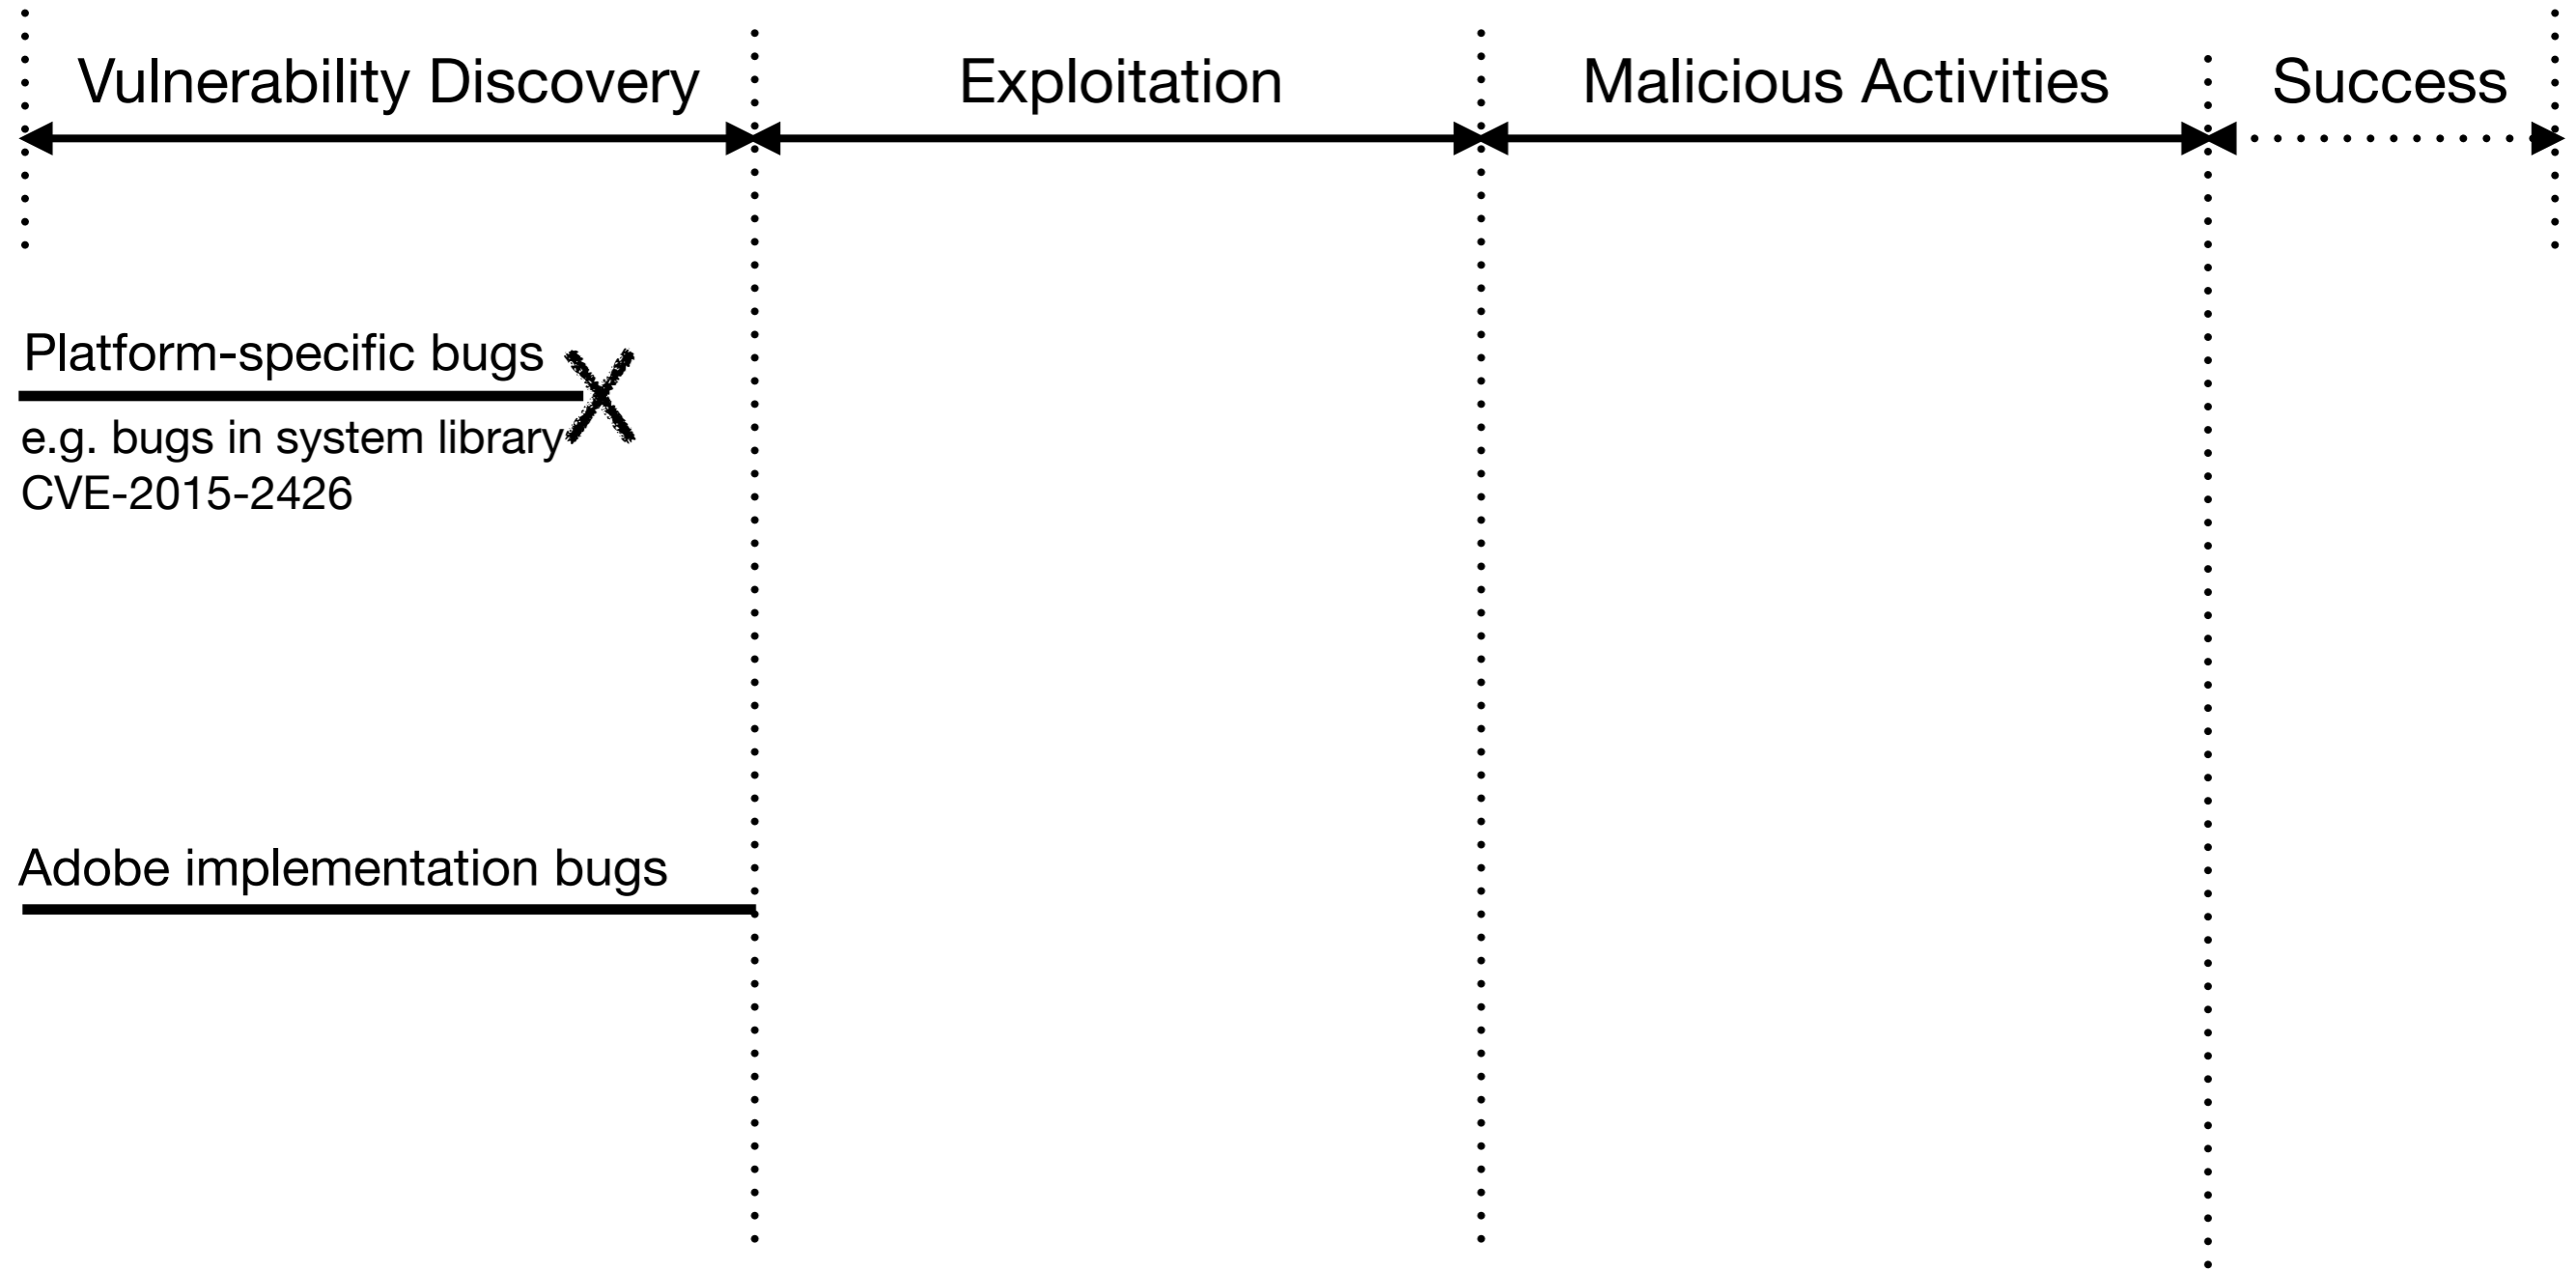 Vulnerability Discovery
Exploitation
Malicious Activities
Success
Platform-specific bugs
e.g. bugs in system library
CVE-2015-2426
Adobe implementation bugs